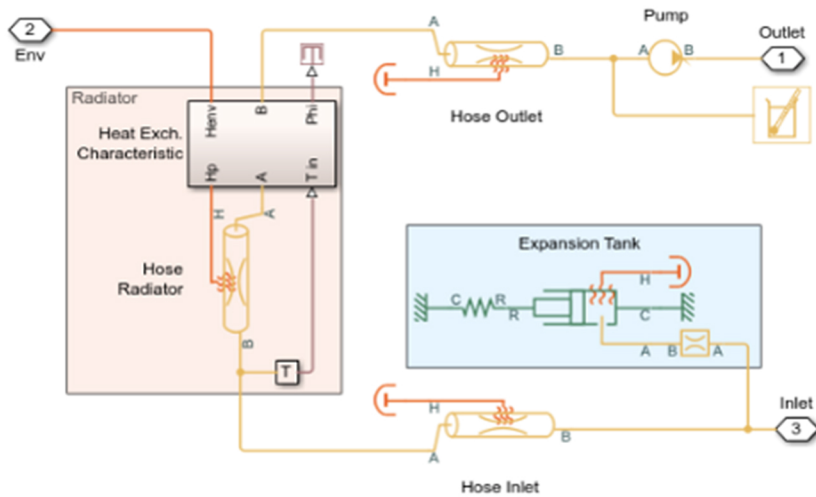 2
Env
A
Pump
Outlet
B
A
B
1
H
Hose Outlet
Radiator
Heat Exch.
Characteristic
Henv
B
Phi
Hp
A
T in
H
A
Hose
Radiator
B
T
Expansion Tank
H
C
R
R
C
A
B
A
H
Inlet
3
B
A
Hose Inlet